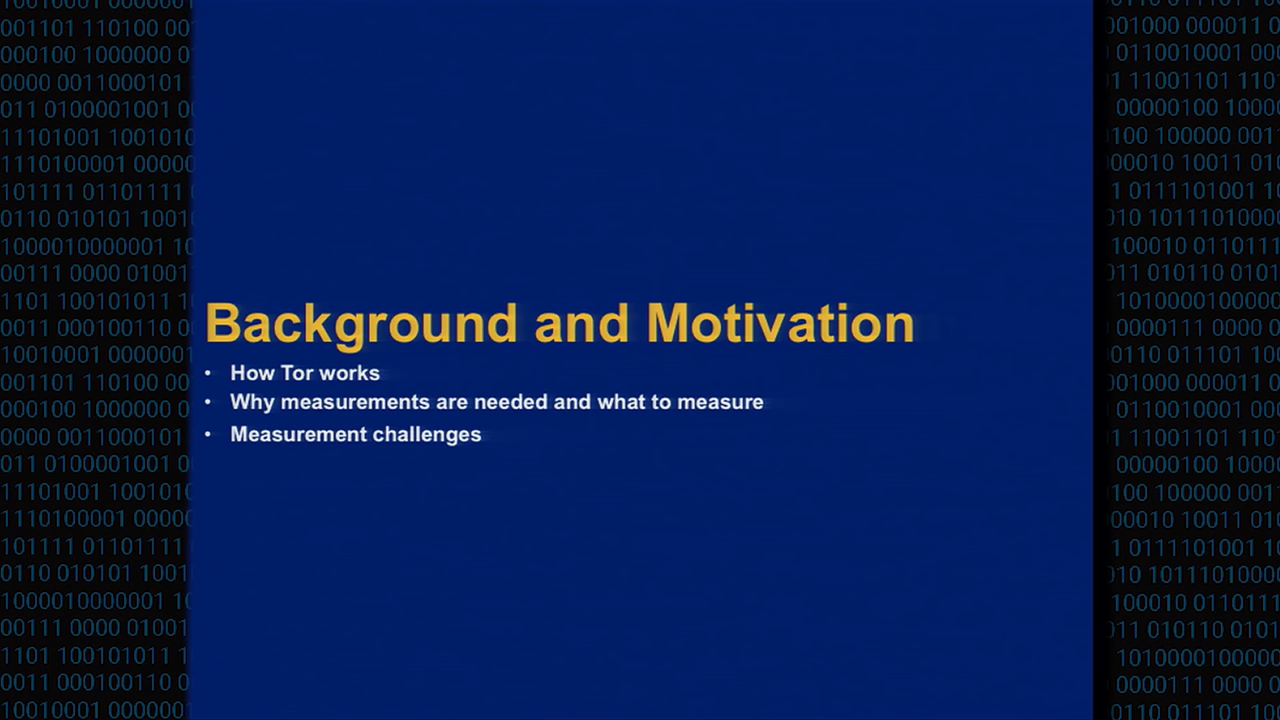 Background and Motivation
• How Tor works
• Why measurements are needed and what to measure
• Measurement challenges